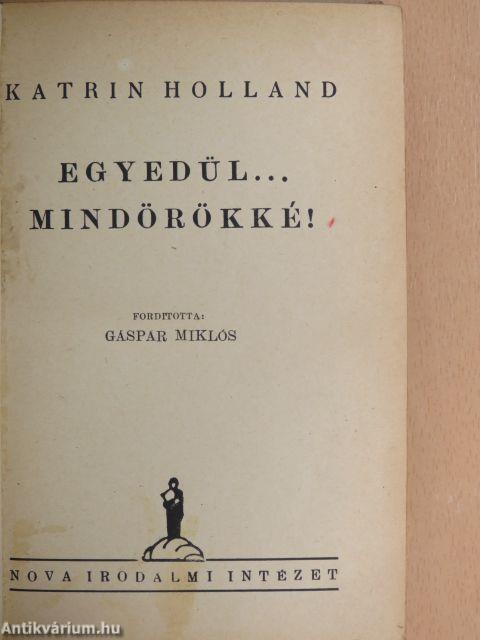 KATRIN HOLLAND
EGYEDÜL...
MINDÖRÖKKÉ!
FORDITOTTA:
GÁSPÁR MIKLÓS
NOVA IRODALMI INTÉZET
Antikvárium.hu